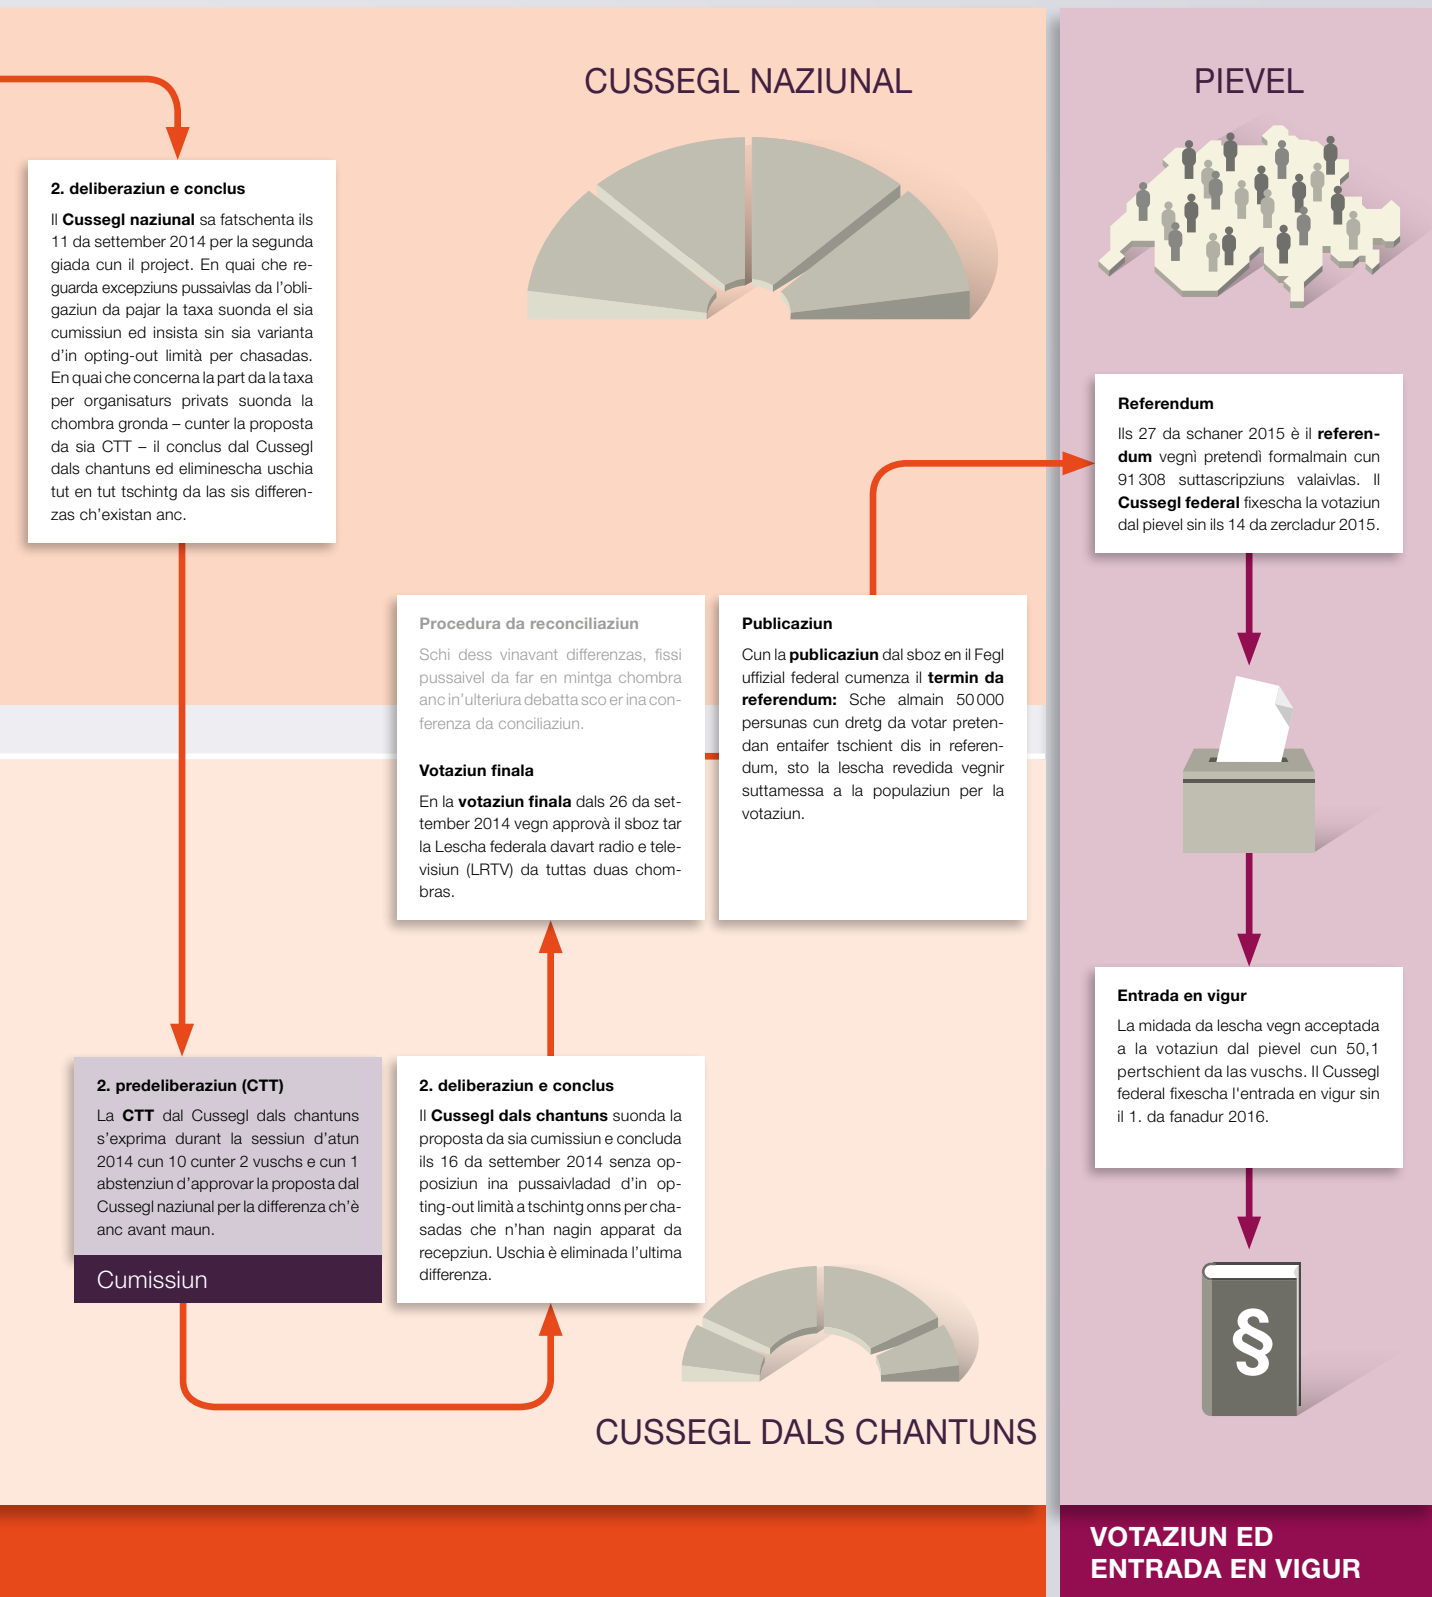 CUSSEGL NAZIUNAL
2. deliberaziun e conclus
Il Cussegl naziunal sa fatschenta ils
11 da settember 2014 per la segunda
giada cun il project. En quai che re-
guarda excepziuns pussaivlas da l’obli-
gaziun da pajar la taxa suonda el sia
cumissiun ed insista sin sia varianta
d’in opting-out limità per chasadas.
En quai che concerna la part da la taxa
per organisaturs privats suonda la
chombra gronda – cunter la proposta
da sia CTT – il conclus dal Cussegl
dals chantuns ed eliminescha uschia
tut en tut tschintg da las sis differen-
zas ch’existan anc.
2. predeliberaziun (CTT)
La CTT dal Cussegl dals chantuns
s’exprima durant la sessiun d’atun
2014 cun 10 cunter 2 vuschs e cun 1
abstenziun d’approvar la proposta dal
Cussegl naziunal per la differenza ch’è
anc avant maun.
Cumissiun
2. deliberaziun e conclus
Il Cussegl dals chantuns suonda la
proposta da sia cumissiun e concluda
ils 16 da settember 2014 senza op-
posiziun ina pussaivladad d’in op-
ting-out limità a tschintg onns per cha-
sadas che n’han nagin apparat da
recepziun. Uschia è eliminada l’ultima
differenza.
Procedura da reconciliaziun
Schi dess vinavant differenzas, fissi
pussaivel da far en mintga chombra
anc in’ulteriura debatta sco er ina con-
ferenza da conciliaziun.
Votaziun finala
En la votaziun finala dals 26 da set-
tember 2014 vegn approvà il sboz tar
la Lescha federala davart radio e tele-
visiun (LRTV) da tuttas duas chom-
bras.
Publicaziun
Cun la publicaziun dal sboz en il Fegl
uffizial federal cumenza il termin da
referendum: Sche almain 50 000
persunas cun dretg da votar preten-
dan entaifer tschient dis in referen-
dum, sto la lescha revedida vegnir
suttamessa a la populaziun per la
votaziun.
CUSSEGL DALS CHANTUNS
PIEVEL
Referendum
Ils 27 da schaner 2015 è il referen-
dum vegnì pretendì formalmain cun
91 308 suttascripziuns valaivlas. Il
Cussegl federal fixescha la votaziun
dal pievel sin ils 14 da zercladur 2015.
Entrada en vigur
La midada da lescha vegn acceptada
a la votaziun dal pievel cun 50,1
pertschient da las vuschs. Il Cussegl
federal fixescha l'entrada en vigur sin
il 1. da fanadur 2016.
§
VOTAZIUN ED
ENTRADA EN VIGUR